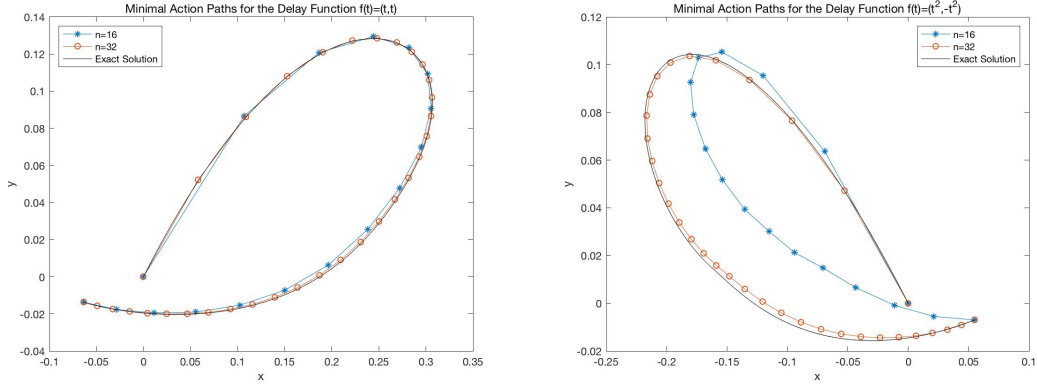 Minimal Action Paths for the Delay Function f(t)=(t,t)
n=16
n=32
Exact Solution
0.14
0.12
0.1
0.08
0.06
0.04
0.02
0
-0.02
-0.04
y
-0.1 -0.05 0 0.05 0.1 0.15 0.2 0.25 0.3 0.35
x
Minimal Action Paths for the Delay Function f(t)=(t²,-t²)
n=16
n=32
Exact Solution
0.12
0.1
0.08
0.06
0.04
0.02
0
-0.02
y
-0.25 -0.2 -0.15 -0.1 -0.05 0 0.05 0.1
x